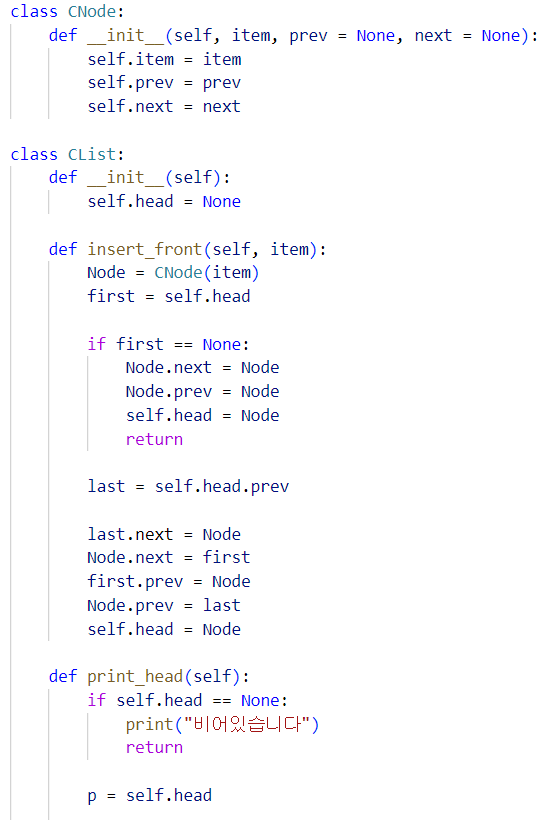 class CNode:
    def __init__(self, item, prev = None, next = None):
        self.item = item
        self.prev = prev
        self.next = next
class CList:
    def __init__(self):
        self.head = None
    def insert_front(self, item):
        Node = CNode(item)
        first = self.head
        if first == None:
            Node.next = Node
            Node.prev = Node
            self.head = Node
            return
        last = self.head.prev
        last.next = Node
        Node.next = first
        first.prev = Node
        Node.prev = last
        self.head = Node
    def print_head(self):
        if self.head == None:
            print("비어있습니다")
            return
        p = self.head